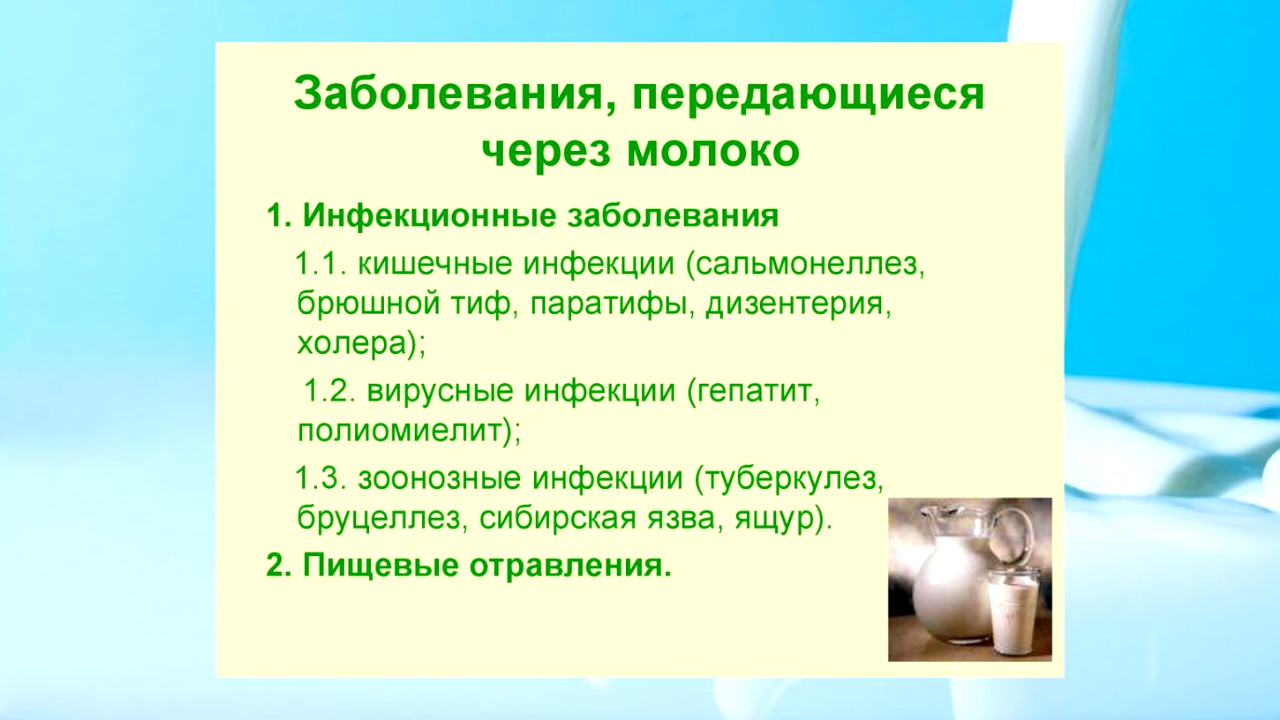 Заболевания, передающиеся
через молоко
1. Инфекционные заболевания
1.1. кишечные инфекции (сальмонеллез,
брюшной тиф, паратифы, дизентерия,
холера);
1.2. вирусные инфекции (гепатит,
полиомиелит);
1.3. зоонозные инфекции (туберкулез,
бруцеллез, сибирская язва, ящур).
2. Пищевые отравления.